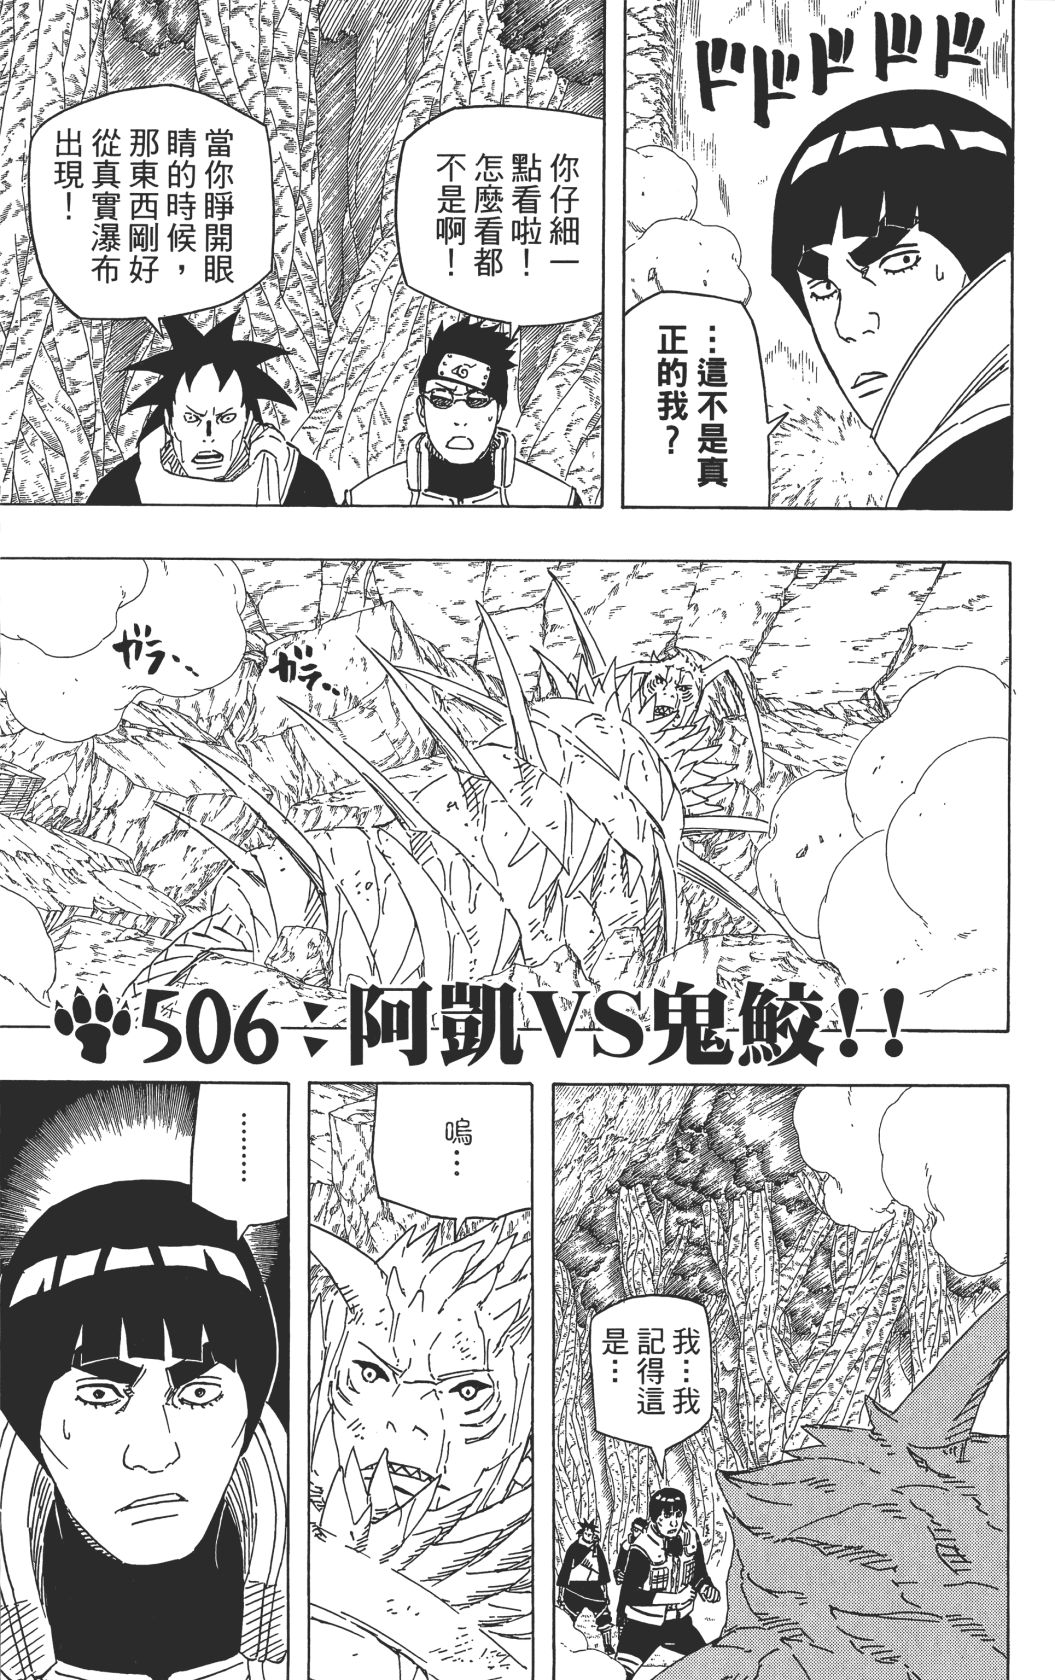 ドドドドド
…這不是真
正的我？
你仔細一
點看啦！
怎麼看都
不是啊！
當你睜開眼
睛的時候，
那東西剛好
從真實瀑布
出現！
ガラ…
ガラ…
506：阿凱VS鬼鮫!!
我…我
記得這
是…
嗚…
………